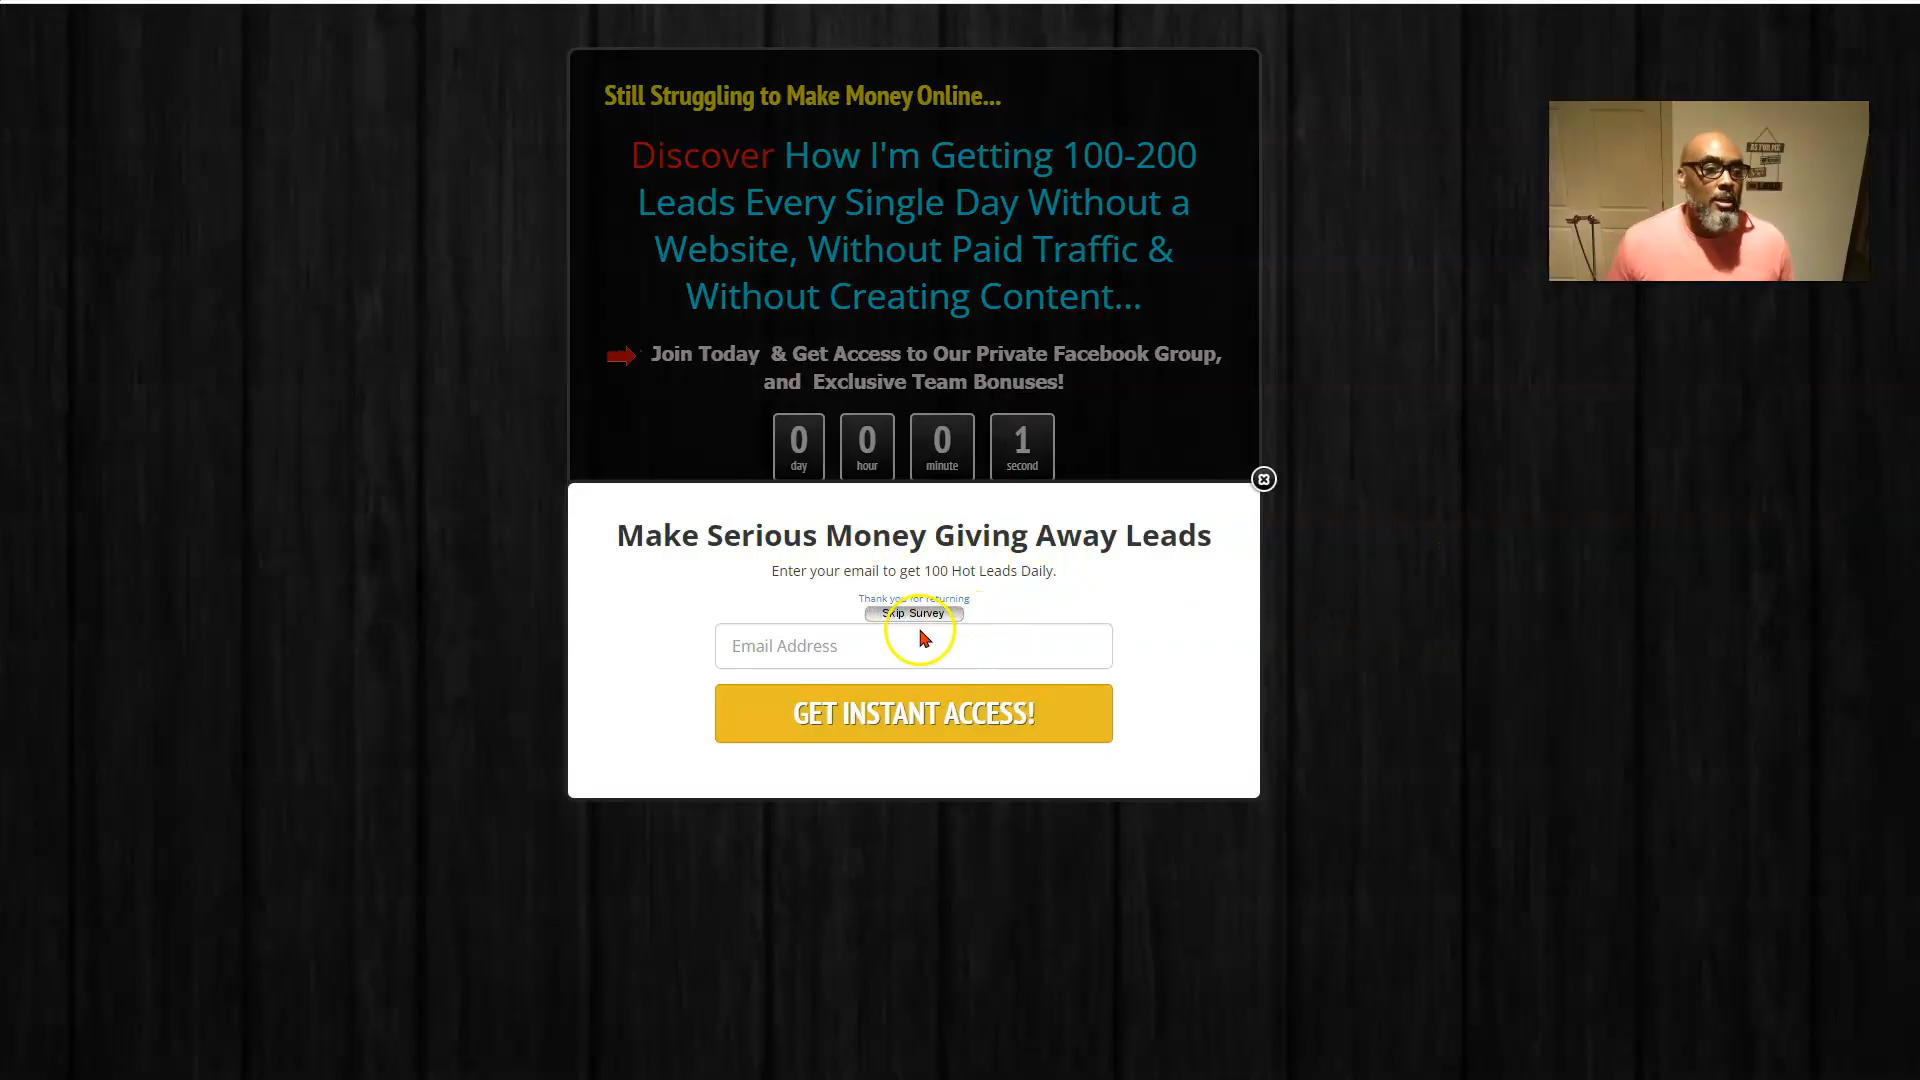 Still Struggling to Make Money Online...
Discover How I'm Getting 100-200
Leads Every Single Day Without a
Website, Without Paid Traffic &
Without Creating Content...
Join Today & Get Access to Our Private Facebook Group,
and Exclusive Team Bonuses!
0 0 0 1
day hour minute second
Make Serious Money Giving Away Leads
Enter your email to get 100 Hot Leads Daily.
Thank you for returning
Skip Survey
Email Address
GET INSTANT ACCESS!
AS FOR ME